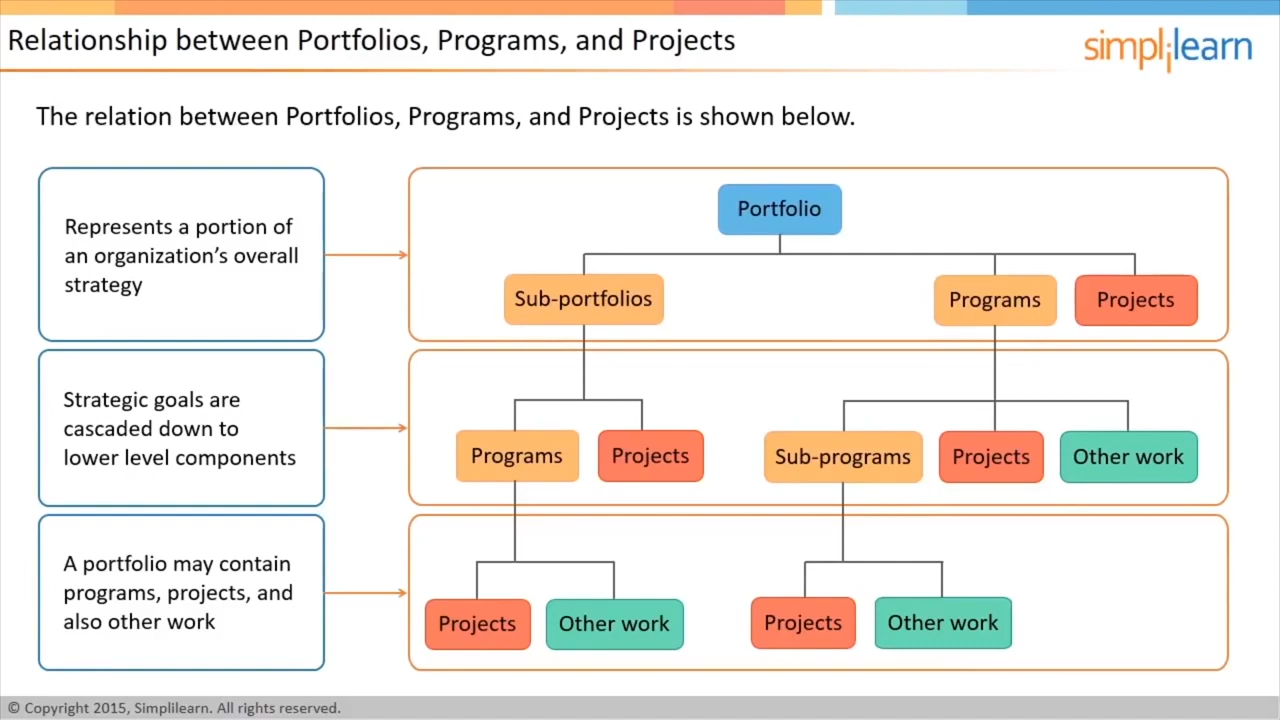 Relationship between Portfolios, Programs, and Projects
simplilearn
The relation between Portfolios, Programs, and Projects is shown below.
Represents a portion of
an organization's overall
strategy
Portfolio
Sub-portfolios
Programs
Projects
Strategic goals are
cascaded down to
lower level components
Programs
Projects
Sub-programs
Projects
Other work
A portfolio may contain
programs, projects, and
also other work
Projects
Other work
Projects
Other work
© Copyright 2015, Simplilearn. All rights reserved.